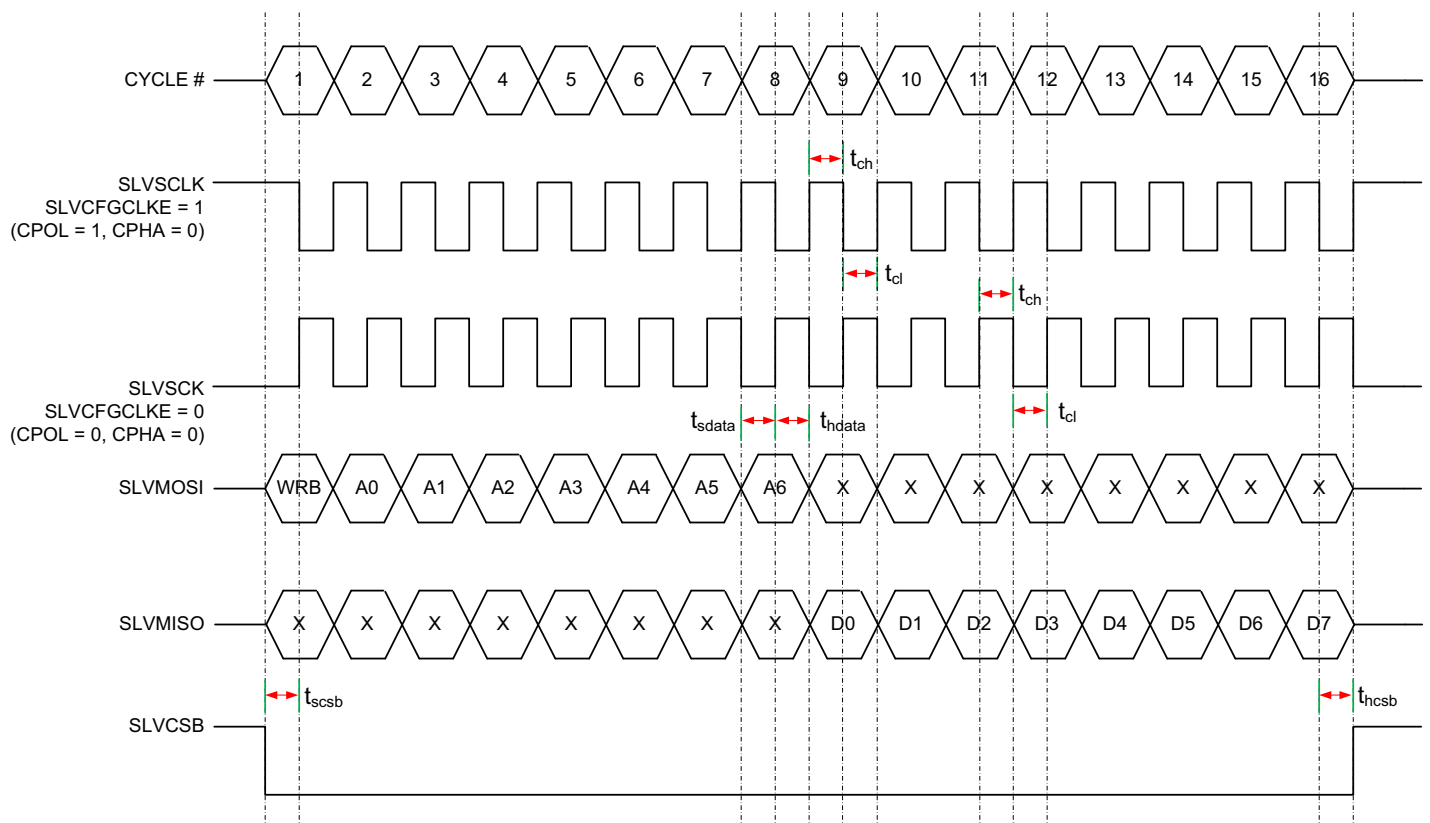 CYCLE # 1 2 3 4 5 6 7 8 9 10 11 12 13 14 15 16
tch
SLVSCLK
SLVCFGCLKE = 1
(CPOL = 1, CPHA = 0)
tcl
tch
SLVSCK
SLVCFGCLKE = 0
(CPOL = 0, CPHA = 0)
tsdata thdata tcl
SLVMOSI WRB A0 A1 A2 A3 A4 A5 A6 X X X X X X X X
SLVMISO X X X X X X X X D0 D1 D2 D3 D4 D5 D6 D7
tscsb thcsb
SLVCSB